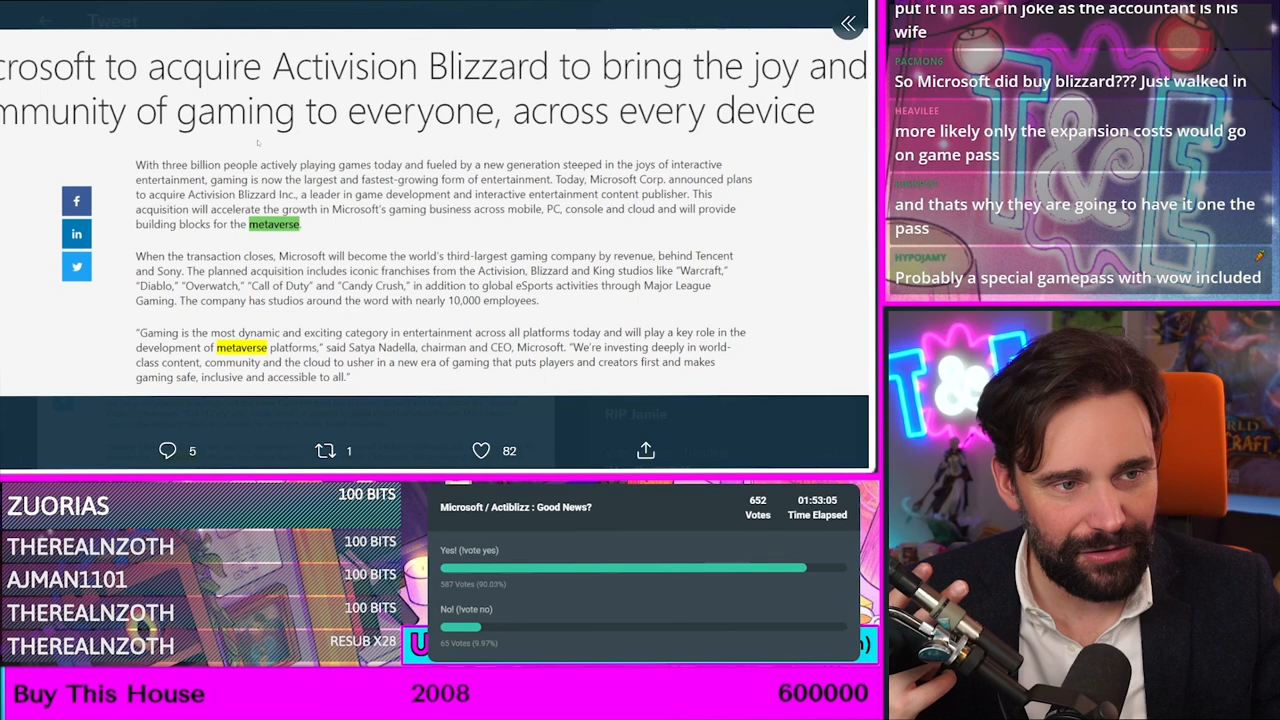 Tweet
crosoft to acquire Activision Blizzard to bring the joy and
mmunity of gaming to everyone, across every device
With three billion people actively playing games today and fueled by a new generation steeped in the joys of interactive
entertainment, gaming is now the largest and fastest-growing form of entertainment. Today, Microsoft Corp. announced plans
to acquire Activision Blizzard Inc., a leader in game development and interactive entertainment content publisher. This
acquisition will accelerate the growth in Microsoft's gaming business across mobile, PC, console and cloud and will provide
building blocks for the metaverse.
When the transaction closes, Microsoft will become the world's third-largest gaming company by revenue, behind Tencent
and Sony. The planned acquisition includes iconic franchises from the Activision, Blizzard and King studios like "Warcraft,"
"Diablo," "Overwatch," "Call of Duty" and "Candy Crush," in addition to global eSports activities through Major League
Gaming. The company has studios around the word with nearly 10,000 employees.
"Gaming is the most dynamic and exciting category in entertainment across all platforms today and will play a key role in the
development of metaverse platforms," said Satya Nadella, chairman and CEO, Microsoft. "We're investing deeply in world-
class content, community and the cloud to usher in a new era of gaming that puts players and creators first and makes
gaming safe, inclusive and accessible to all."
RIP Jamie
5 1 82
put it in as an in joke as the accountant is his
wife
PACMON6
So Microsoft did buy blizzard??? Just walked in
HEAVILEE
more likely only the expansion costs would go
on game pass
and thats why they are going to have it one the
pass
HYPOJAMY
Probably a special gamepass with wow included
T&E
T&E
ZUORIAS 100 BITS
THEREALNZOTH 100 BITS
AJMAN1101 100 BITS
THEREALNZOTH 100 BITS
THEREALNZOTH RESUB X28
Microsoft / Actiblizz : Good News?
652 Votes
01:53:05 Time Elapsed
Yes! (!vote yes)
587 Votes (90.03%)
No! (!vote no)
65 Votes (9.97%)
Buy This House 2008 600000